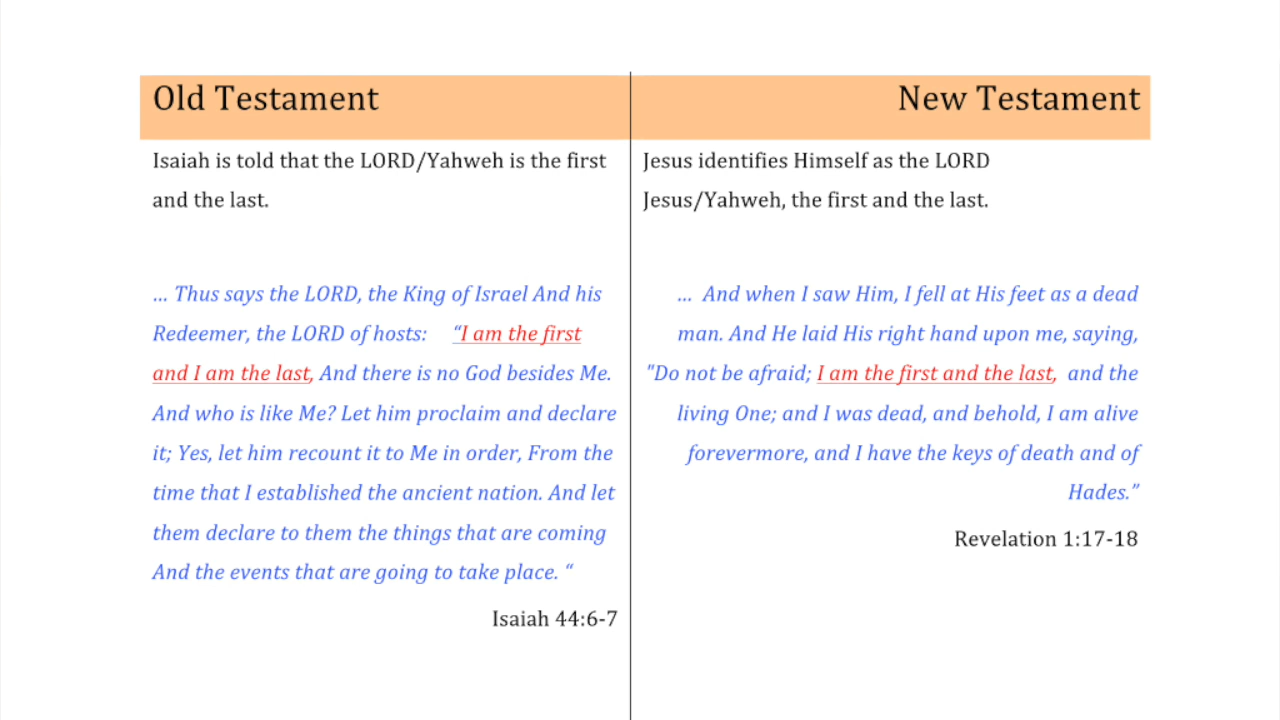 Old Testament
Isaiah is told that the LORD/Yahweh is the first
and the last.
… Thus says the LORD, the King of Israel And his
Redeemer, the LORD of hosts: “I am the first
and I am the last, And there is no God besides Me.
And who is like Me? Let him proclaim and declare
it; Yes, let him recount it to Me in order, From the
time that I established the ancient nation. And let
them declare to them the things that are coming
And the events that are going to take place. “
Isaiah 44:6-7
New Testament
Jesus identifies Himself as the LORD
Jesus/Yahweh, the first and the last.
… And when I saw Him, I fell at His feet as a dead
man. And He laid His right hand upon me, saying,
"Do not be afraid; I am the first and the last, and the
living One; and I was dead, and behold, I am alive
forevermore, and I have the keys of death and of
Hades.”
Revelation 1:17-18